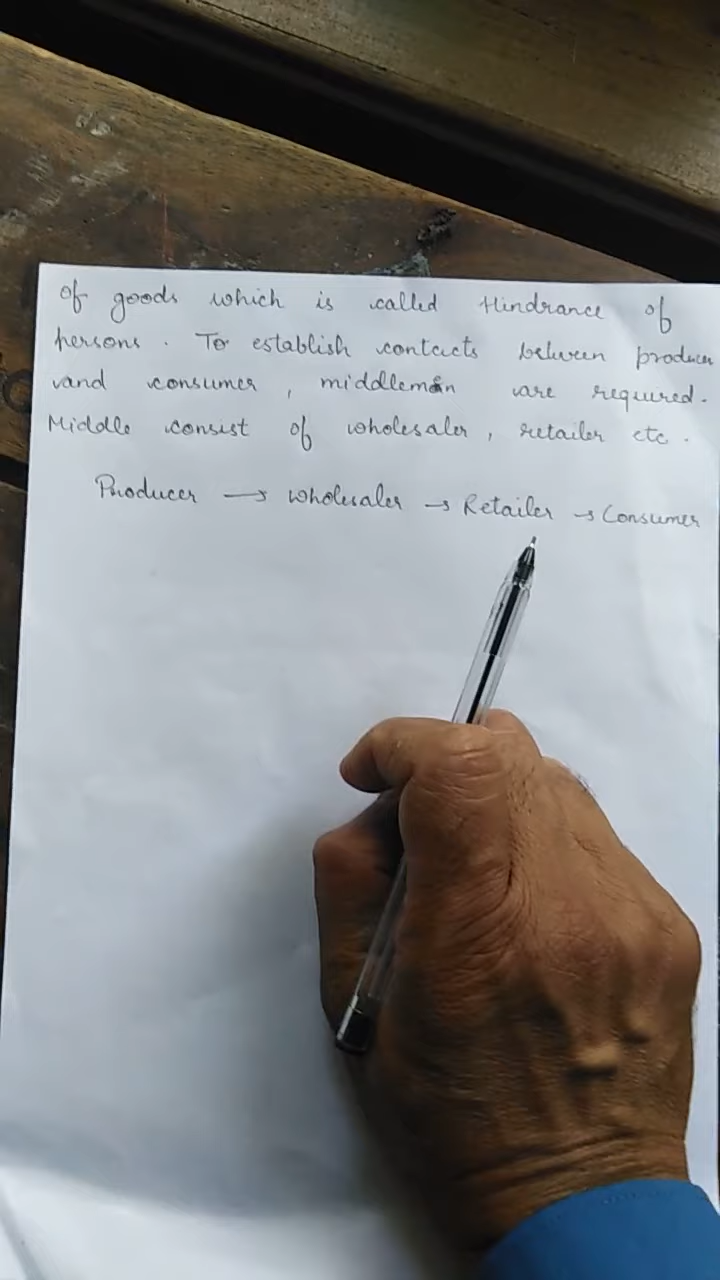 of goods which is called Hindrance of
persons. To establish contacts between producer
and consumer, middleman are required.
Middle consist of wholesaler, retailer etc.
Producer → wholesaler → Retailer → Consumer